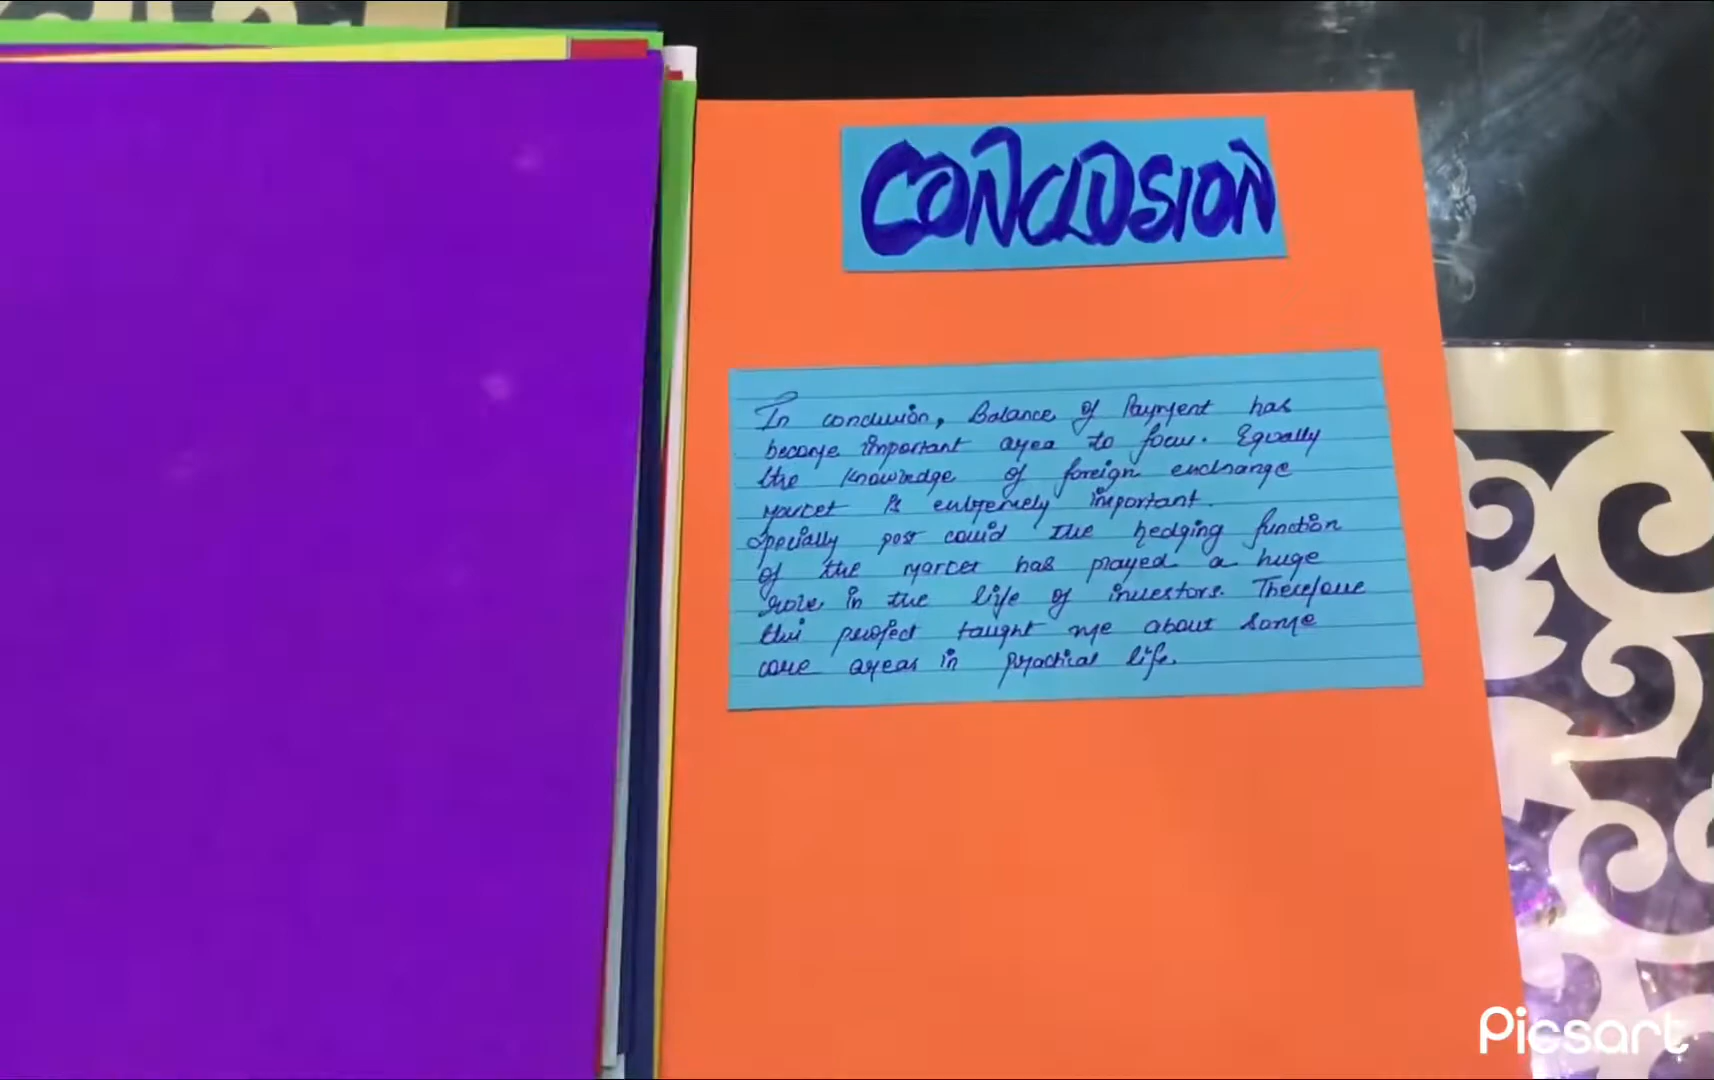 CONCLUSION
In conclusion, Balance of Payment has
become important area to focus. Equally
the knowledge of foreign exchange
market is extremely important.
Specially post covid the hedging function
of the market has played a huge
role in the life of investors. Therefore
this project taught me about some
core areas in practical life.
Picsart